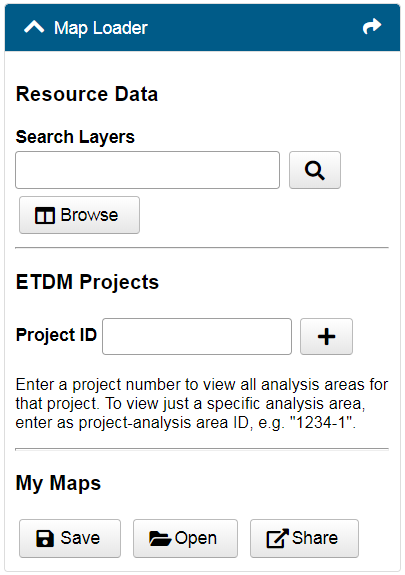 Map Loader
Resource Data
Search Layers
Browse
ETDM Projects
Project ID
Enter a project number to view all analysis areas for
that project. To view just a specific analysis area,
enter as project-analysis area ID, e.g. "1234-1".
My Maps
Save Open Share